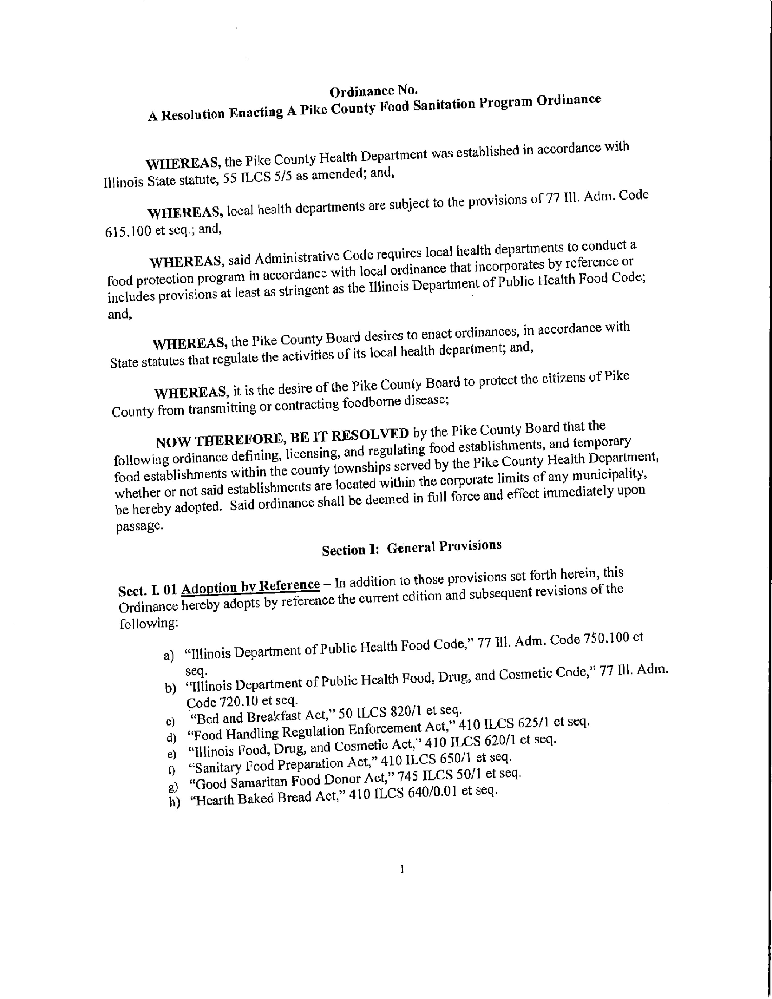 Ordinance No.
A Resolution Enacting A Pike County Food Sanitation Program Ordinance
WHEREAS, the Pike County Health Department was established in accordance with
Illinois State statute, 55 ILCS 5/5 as amended; and,
WHEREAS, local health departments are subject to the provisions of 77 Ill. Adm. Code
615.100 et seq.; and,
WHEREAS, said Administrative Code requires local health departments to conduct a
food protection program in accordance with local ordinance that incorporates by reference or
includes provisions at least as stringent as the Illinois Department of Public Health Food Code;
and,
WHEREAS, the Pike County Board desires to enact ordinances, in accordance with
State statutes that regulate the activities of its local health department; and,
WHEREAS, it is the desire of the Pike County Board to protect the citizens of Pike
County from transmitting or contracting foodborne disease;
NOW THEREFORE, BE IT RESOLVED by the Pike County Board that the
following ordinance defining, licensing, and regulating food establishments, and temporary
food establishments within the county townships served by the Pike County Health Department,
whether or not said establishments are located within the corporate limits of any municipality,
be hereby adopted. Said ordinance shall be deemed in full force and effect immediately upon
passage.
Section I: General Provisions
Sect. I. 01 Adoption by Reference – In addition to those provisions set forth herein, this
Ordinance hereby adopts by reference the current edition and subsequent revisions of the
following:
a) “Illinois Department of Public Health Food Code,” 77 Ill. Adm. Code 750.100 et
seq.
b) “Illinois Department of Public Health Food, Drug, and Cosmetic Code,” 77 Ill. Adm.
Code 720.10 et seq.
c) “Bed and Breakfast Act,” 50 ILCS 820/1 et seq.
d) “Food Handling Regulation Enforcement Act,” 410 ILCS 625/1 et seq.
e) “Illinois Food, Drug, and Cosmetic Act,” 410 ILCS 620/1 et seq.
f) “Sanitary Food Preparation Act,” 410 ILCS 650/1 et seq.
g) “Good Samaritan Food Donor Act,” 745 ILCS 50/1 et seq.
h) “Hearth Baked Bread Act,” 410 ILCS 640/0.01 et seq.
1